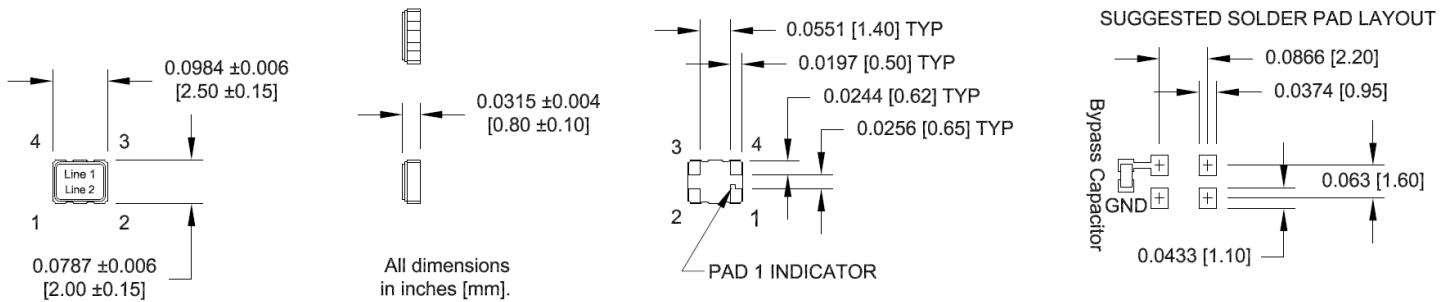 0.0984 ±0.006
[2.50 ±0.15]
4
3
Line 1
Line 2
1
2
0.0787 ±0.006
[2.00 ±0.15]
0.0315 ±0.004
[0.80 ±0.10]
All dimensions
in inches [mm].
0.0551 [1.40] TYP
0.0197 [0.50] TYP
0.0244 [0.62] TYP
0.0256 [0.65] TYP
3
4
2
1
PAD 1 INDICATOR
SUGGESTED SOLDER PAD LAYOUT
0.0866 [2.20]
0.0374 [0.95]
Bypass Capacitor
GND
0.063 [1.60]
0.0433 [1.10]